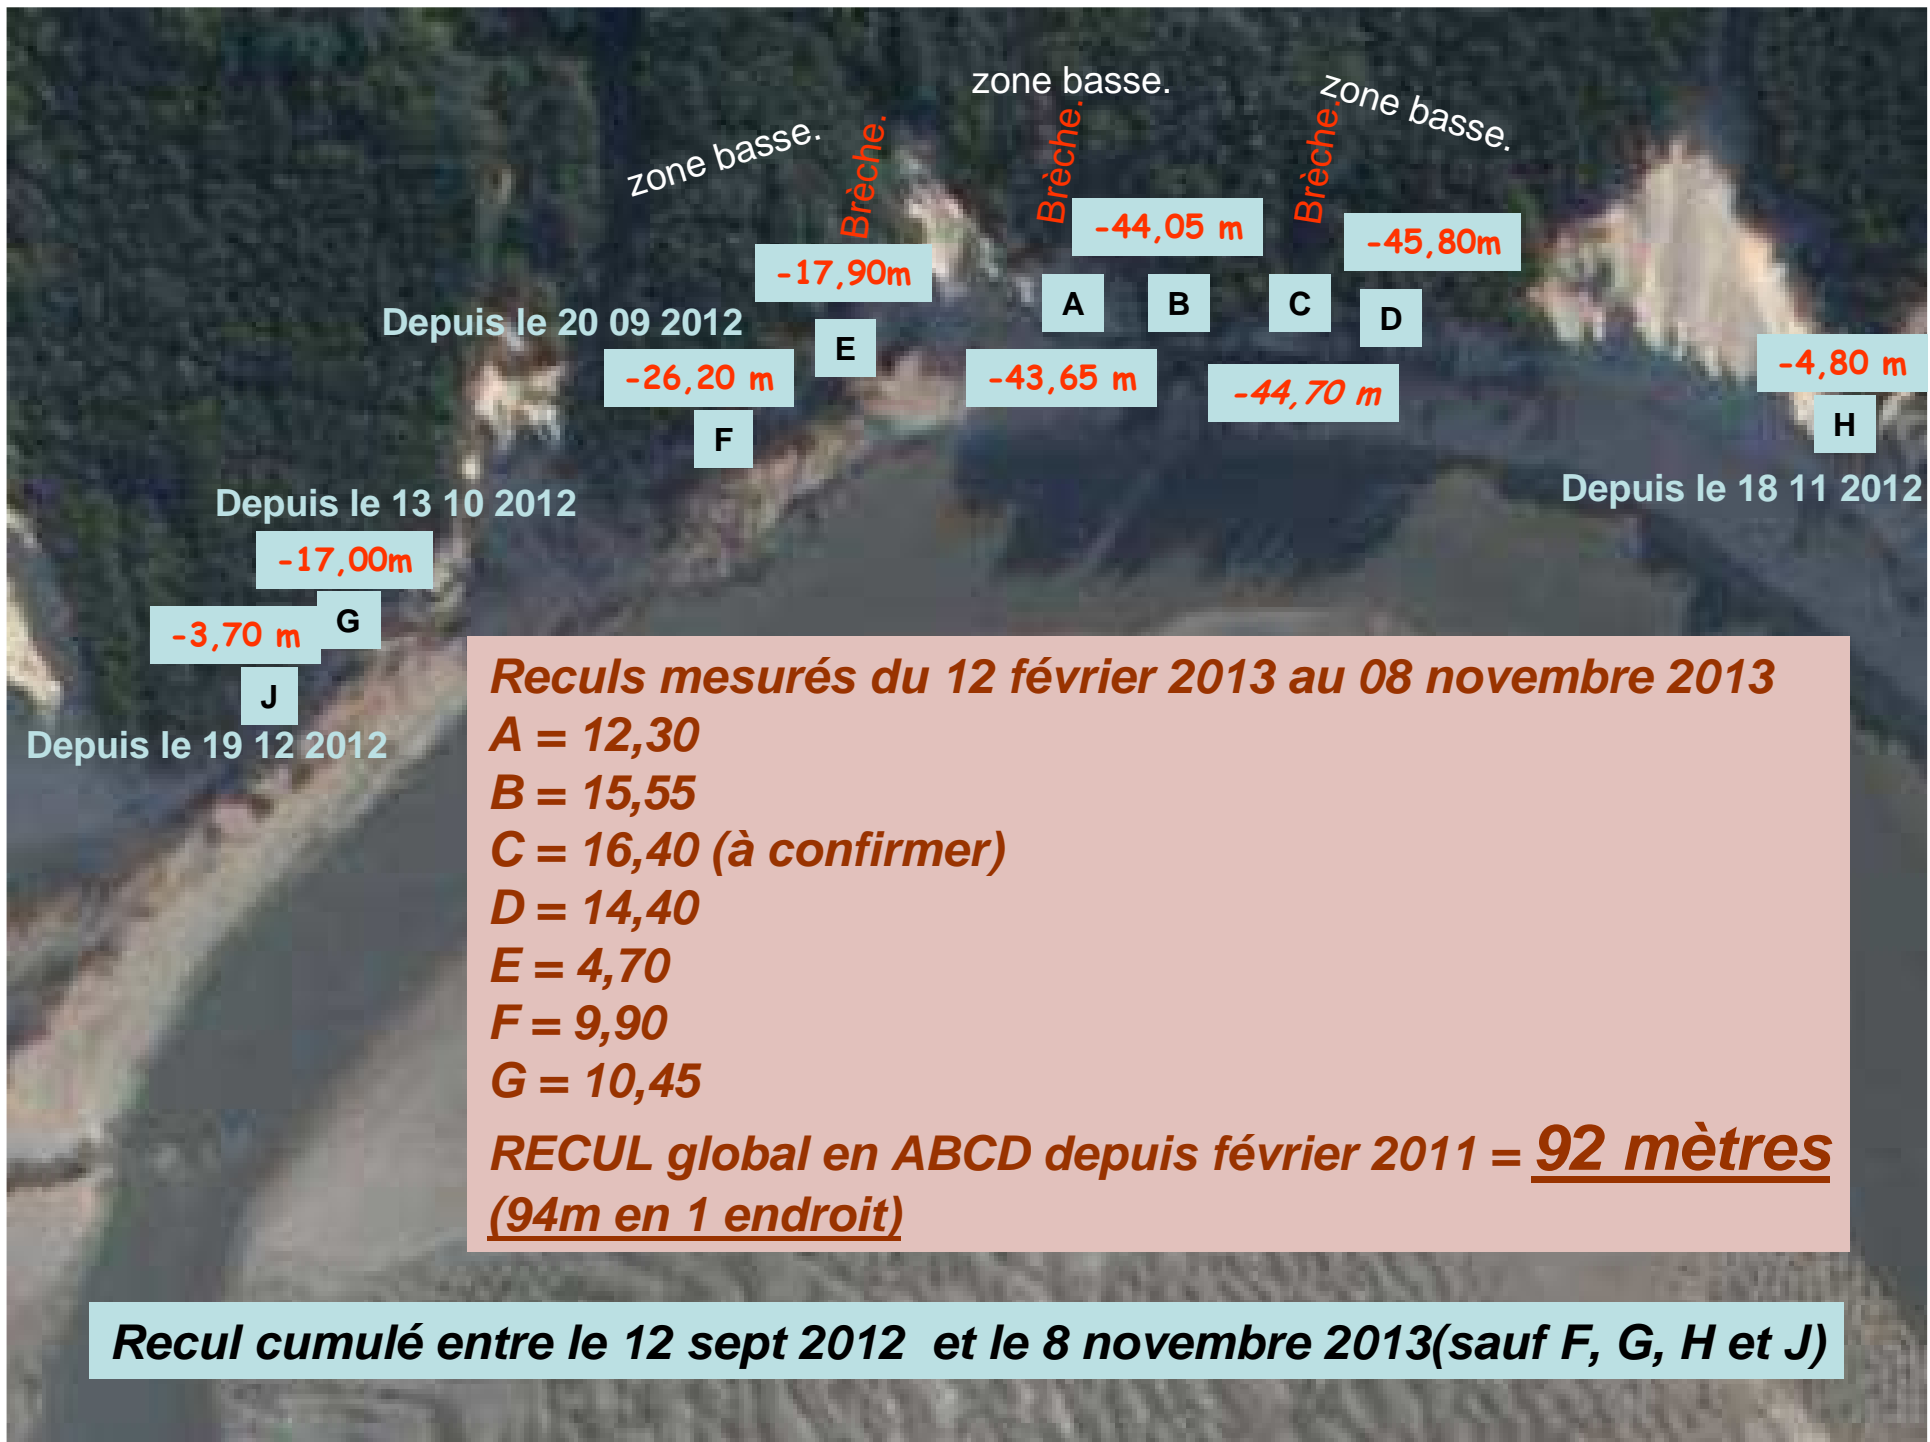 zone basse.
zone basse.
zone basse.
Brèche.
Brèche.
Brèche.
-44,05 m
-45,80m
-17,90m
A
B
C
D
Depuis le 20 09 2012
E
-26,20 m
-43,65 m
-44,70 m
-4,80 m
F
H
Depuis le 13 10 2012
Depuis le 18 11 2012
-17,00m
G
-3,70 m
J
Depuis le 19 12 2012
Reculs mesurés du 12 février 2013 au 08 novembre 2013
A = 12,30
B = 15,55
C = 16,40 (à confirmer)
D = 14,40
E = 4,70
F = 9,90
G = 10,45
RECUL global en ABCD depuis février 2011 = 92 mètres
(94m en 1 endroit)
Recul cumulé entre le 12 sept 2012 et le 8 novembre 2013(sauf F, G, H et J)